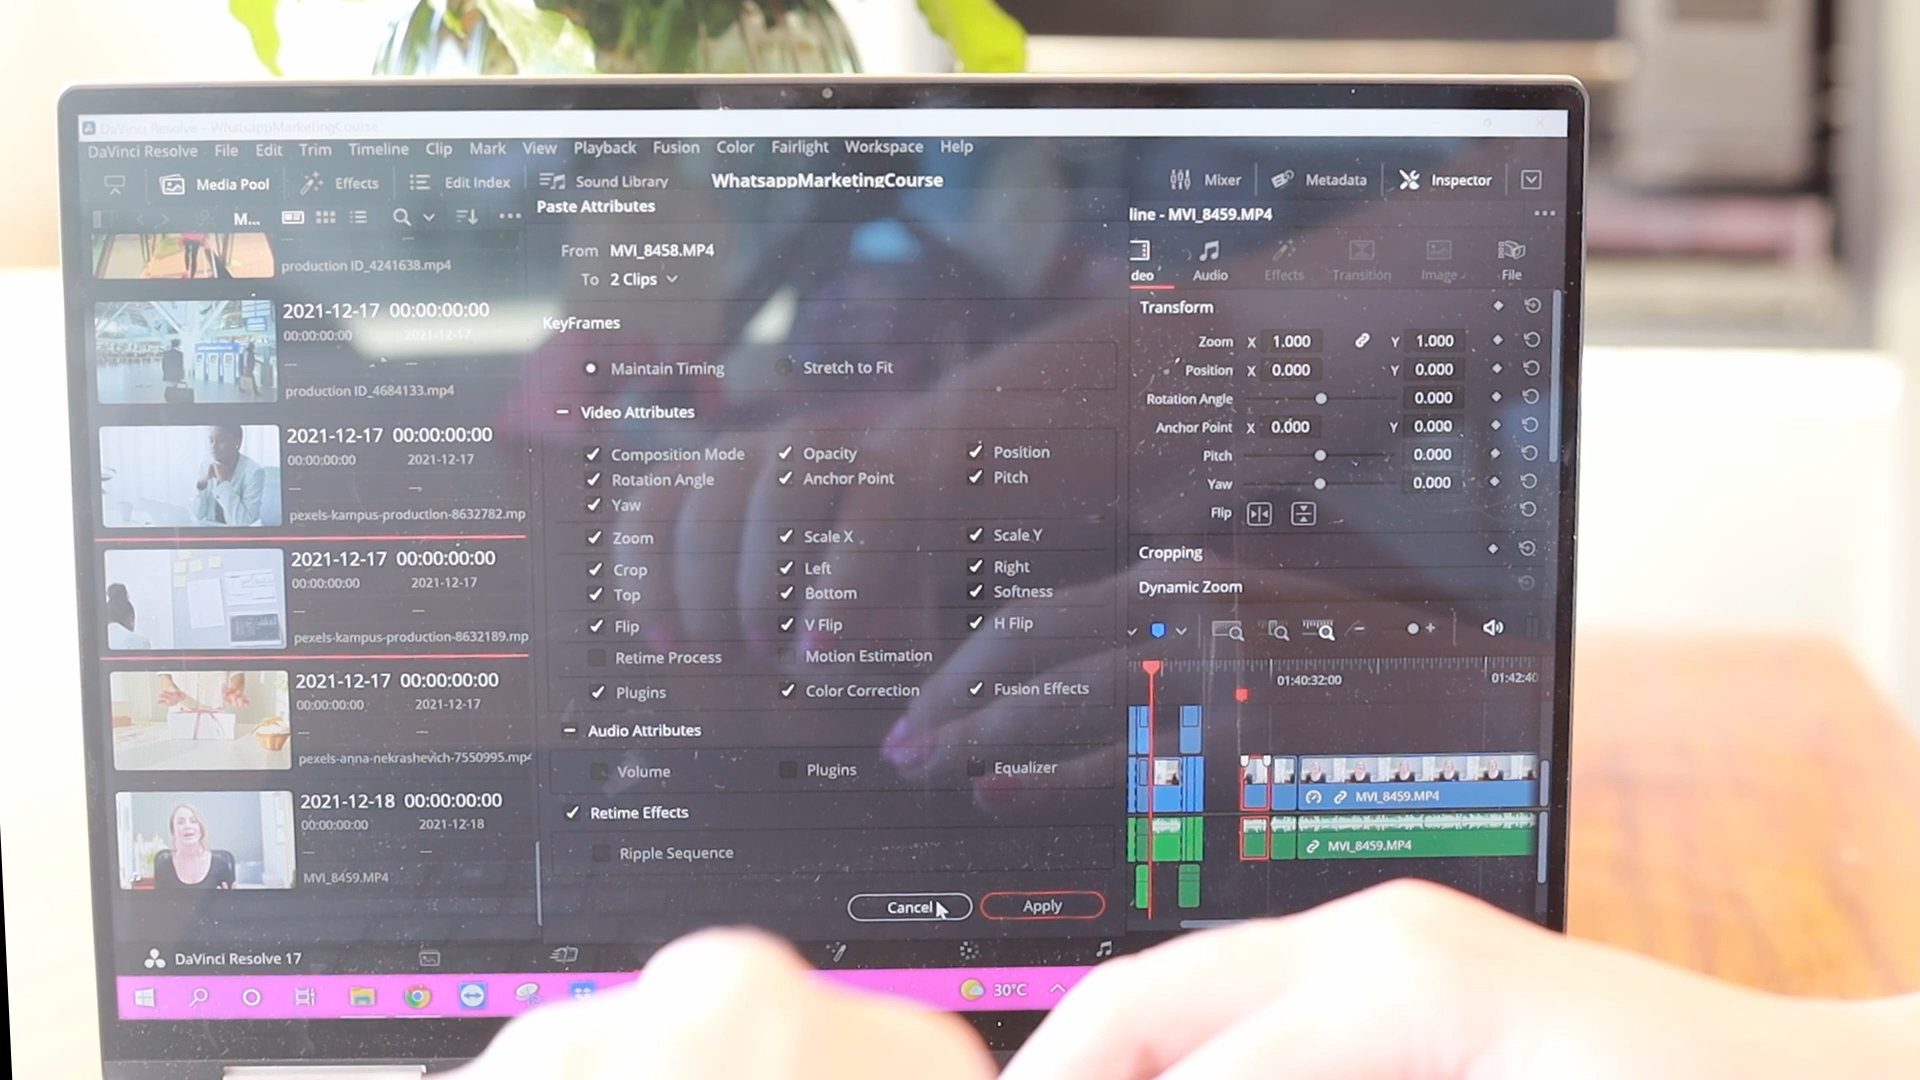 DaVinci Resolve - WhatsappMarketingCourse
DaVinci Resolve File Edit Trim Timeline Clip Mark View Playback Fusion Color Fairlight Workspace Help
Media Pool Effects Edit Index Sound Library WhatsappMarketingCourse Mixer Metadata Inspector
M...
production ID_4241638.mp4
2021-12-17 00:00:00:00
00:00:00:00 2021-12-17
production ID_4684133.mp4
2021-12-17 00:00:00:00
00:00:00:00 2021-12-17
pexels-kampus-production-8632782.mp
2021-12-17 00:00:00:00
00:00:00:00 2021-12-17
pexels-kampus-production-8632189.mp
2021-12-17 00:00:00:00
00:00:00:00 2021-12-17
pexels-anna-nekrashevich-7550995.mp4
2021-12-18 00:00:00:00
00:00:00:00 2021-12-18
MVI_8459.MP4
Paste Attributes
From MVI_8458.MP4
To 2 Clips
KeyFrames
Maintain Timing Stretch to Fit
Video Attributes
Composition Mode Opacity Position
Rotation Angle Anchor Point Pitch
Yaw
Zoom Scale X Scale Y
Crop Left Right
Top Bottom Softness
Flip V Flip H Flip
Retime Process Motion Estimation
Plugins Color Correction Fusion Effects
Audio Attributes
Volume Plugins Equalizer
Retime Effects
Ripple Sequence
Cancel Apply
line - MVI_8459.MP4
deo Audio Effects Transition Image File
Transform
Zoom X 1.000 Y 1.000
Position X 0.000 Y 0.000
Rotation Angle 0.000
Anchor Point X 0.000 Y 0.000
Pitch 0.000
Yaw 0.000
Flip
Cropping
Dynamic Zoom
01:40:32:00 01:42:40
MVI_8459.MP4
MVI_8459.MP4
DaVinci Resolve 17
30°C